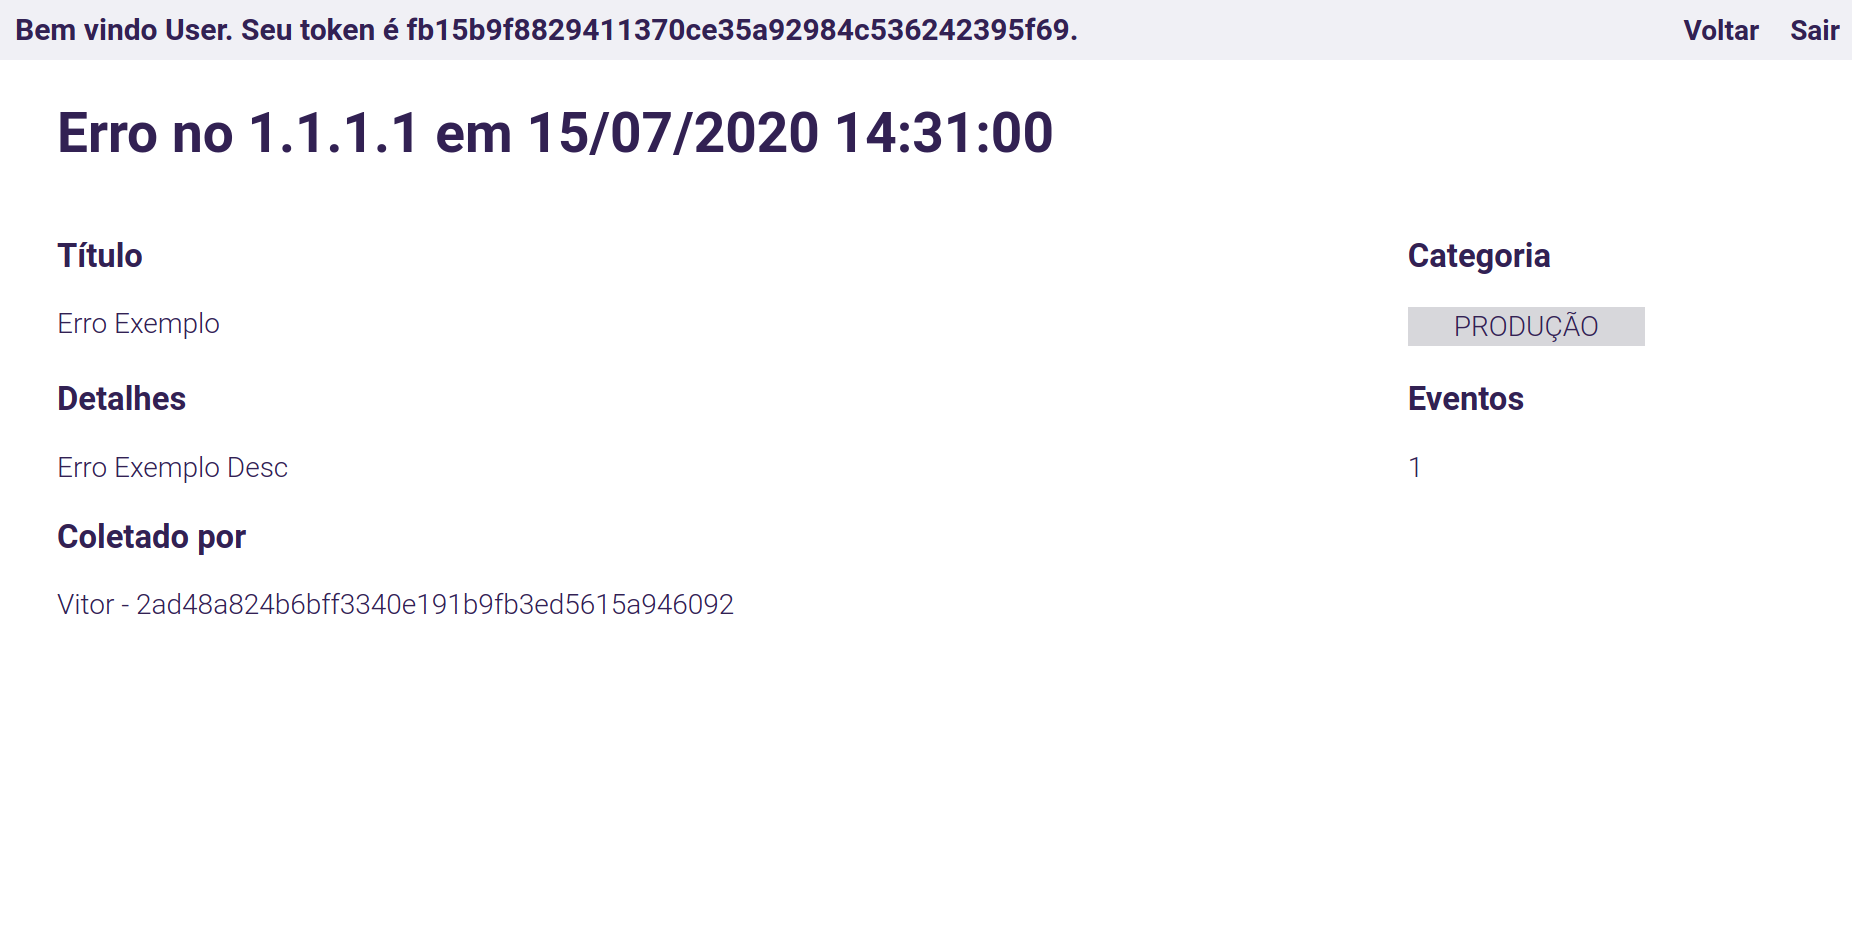 Bem vindo User. Seu token é fb15b9f8829411370ce35a92984c536242395f69.
Voltar Sair
Erro no 1.1.1.1 em 15/07/2020 14:31:00
Título
Erro Exemplo
Categoria
PRODUÇÃO
Detalhes
Erro Exemplo Desc
Eventos
1
Coletado por
Vitor - 2ad48a824b6bff3340e191b9fb3ed5615a946092